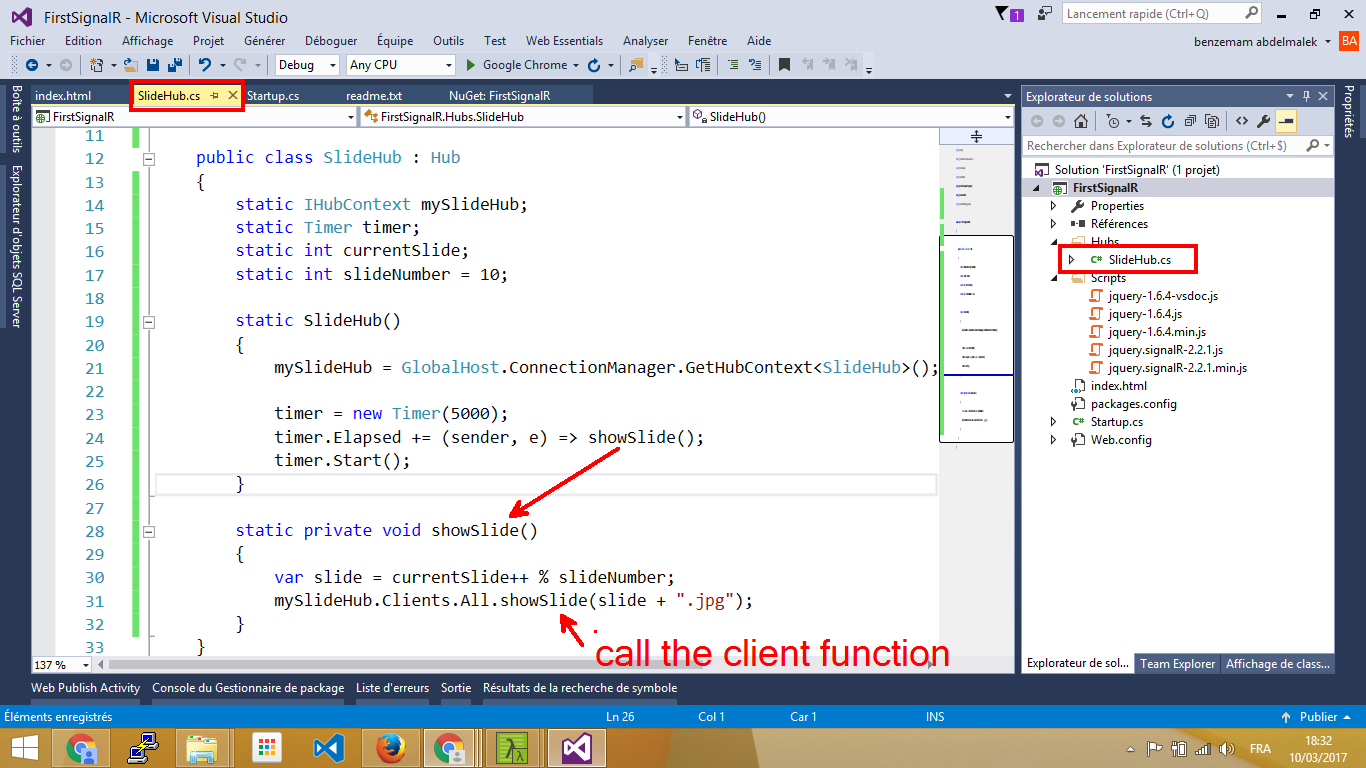 FirstSignalR - Microsoft Visual Studio
1
Lancement rapide (Ctrl+Q)
Fichier Edition Affichage Projet Générer Déboguer Équipe Outils Test Web Essentials Analyser Fenêtre Aide
benzemam abdelmalek BA
Debug Any CPU Google Chrome
Boîte à outils
Explorateur d'objets SQL Server
index.html SlideHub.cs Startup.cs readme.txt NuGet: FirstSignalR
FirstSignalR FirstSignalR.Hubs.SlideHub SlideHub()
11
12 public class SlideHub : Hub
13 {
14 static IHubContext mySlideHub;
15 static Timer timer;
16 static int currentSlide;
17 static int slideNumber = 10;
18
19 static SlideHub()
20 {
21 mySlideHub = GlobalHost.ConnectionManager.GetHubContext<SlideHub>();
22
23 timer = new Timer(5000);
24 timer.Elapsed += (sender, e) => showSlide();
25 timer.Start();
26 }
27
28 static private void showSlide()
29 {
30 var slide = currentSlide++ % slideNumber;
31 mySlideHub.Clients.All.showSlide(slide + ".jpg");
32 }
33 }
call the client function
137 %
Explorateur de solutions
Rechercher dans Explorateur de solutions (Ctrl+$)
Solution 'FirstSignalR' (1 projet)
FirstSignalR
Properties
Références
Hubs
C# SlideHub.cs
Scripts
jquery-1.6.4-vsdoc.js
jquery-1.6.4.js
jquery-1.6.4.min.js
jquery.signalR-2.2.1.js
jquery.signalR-2.2.1.min.js
index.html
packages.config
C# Startup.cs
Web.config
Explorateur de sol... Team Explorer Affichage de class...
Propriétés
Web Publish Activity Console du Gestionnaire de package Liste d'erreurs Sortie Résultats de la recherche de symbole
Éléments enregistrés Ln 26 Col 1 Car 1 INS Publier
FRA
18:32
10/03/2017